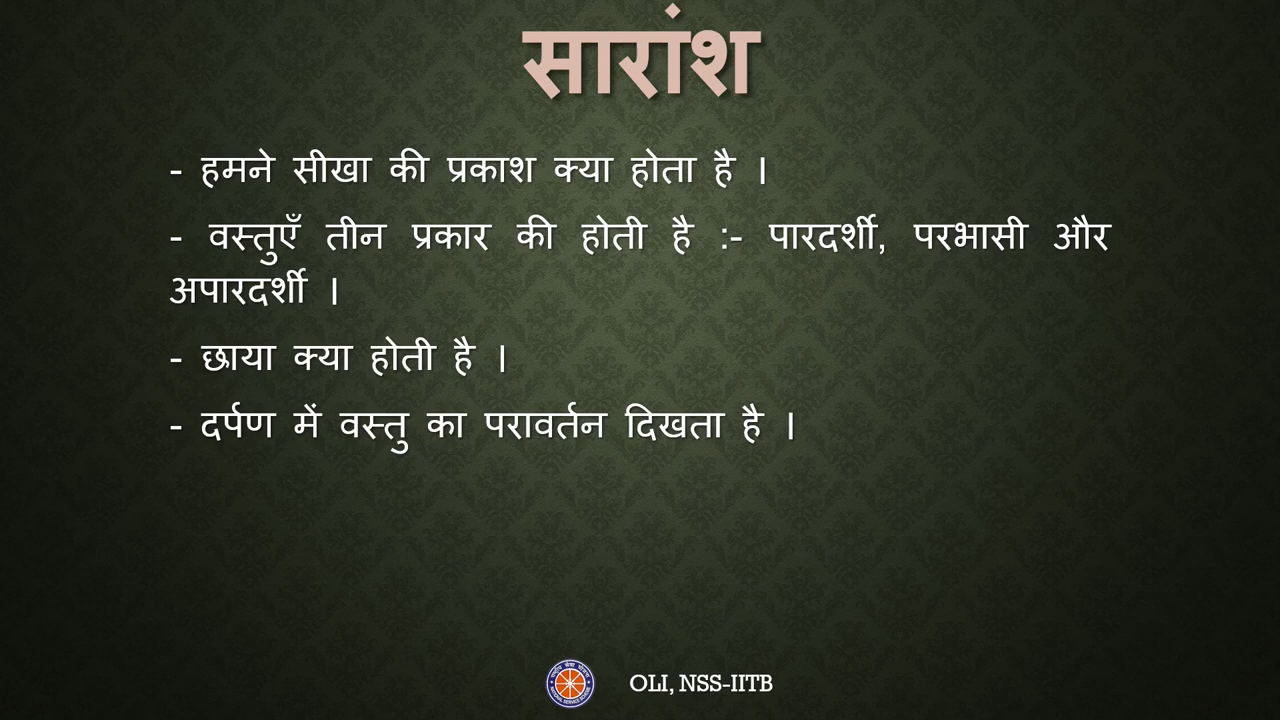 सारांश
- हमने सीखा की प्रकाश क्या होता है ।
- वस्तुएँ तीन प्रकार की होती है :- पारदर्शी, परभासी और
अपारदर्शी ।
- छाया क्या होती है ।
- दर्पण में वस्तु का परावर्तन दिखता है ।
OLI, NSS-IITB